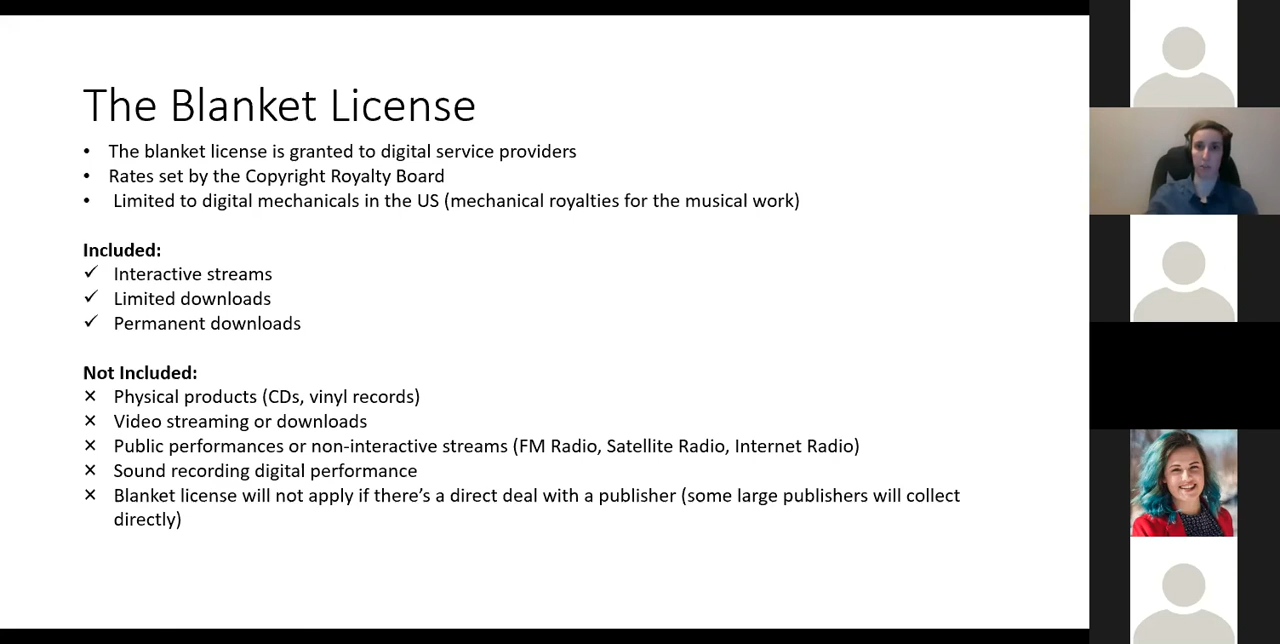 The Blanket License
• The blanket license is granted to digital service providers
• Rates set by the Copyright Royalty Board
• Limited to digital mechanicals in the US (mechanical royalties for the musical work)
Included:
✓ Interactive streams
✓ Limited downloads
✓ Permanent downloads
Not Included:
✕ Physical products (CDs, vinyl records)
✕ Video streaming or downloads
✕ Public performances or non-interactive streams (FM Radio, Satellite Radio, Internet Radio)
✕ Sound recording digital performance
✕ Blanket license will not apply if there’s a direct deal with a publisher (some large publishers will collect
directly)